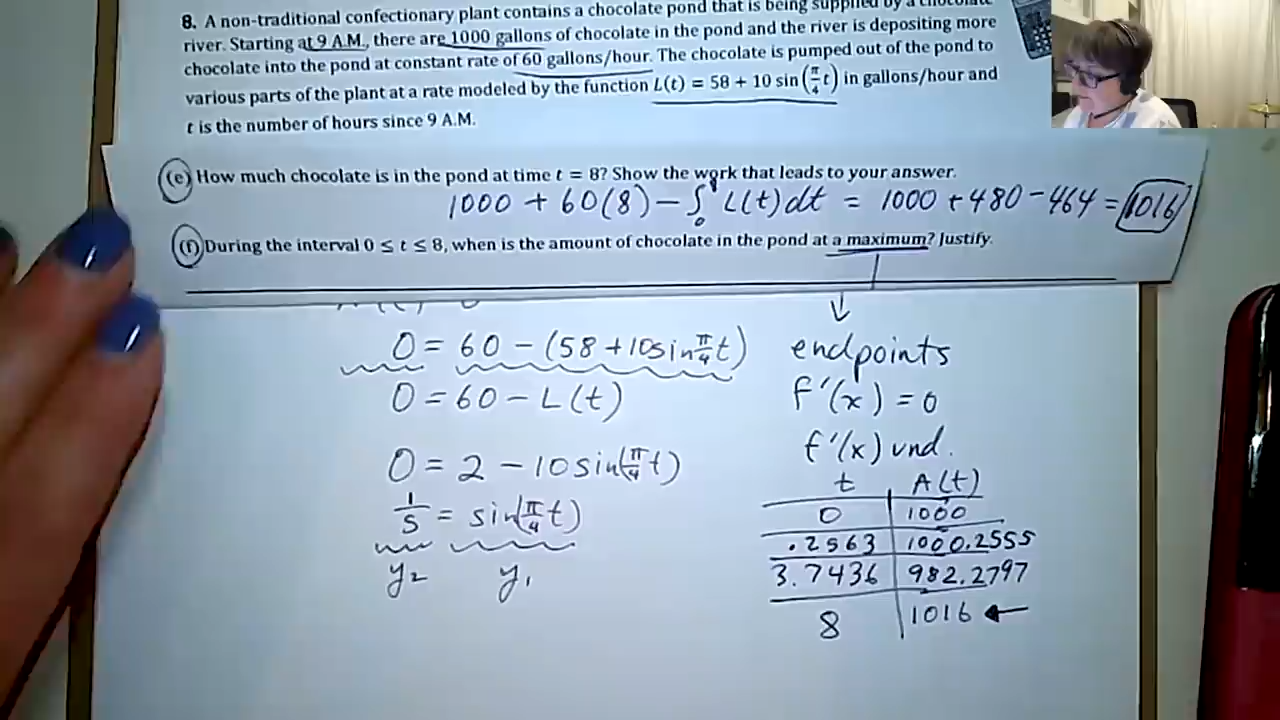 8. A non-traditional confectionary plant contains a chocolate pond that is being supplied by a chocolate
river. Starting at 9 A.M., there are 1000 gallons of chocolate in the pond and the river is depositing more
chocolate into the pond at constant rate of 60 gallons/hour. The chocolate is pumped out of the pond to
various parts of the plant at a rate modeled by the function L(t) = 58 + 10 sin(π/4 t) in gallons/hour and
t is the number of hours since 9 A.M.
(e) How much chocolate is in the pond at time t = 8? Show the work that leads to your answer.
1000 + 60(8) - ∫₀⁸ L(t)dt = 1000 + 480 - 464 = 1016
(f) During the interval 0 ≤ t ≤ 8, when is the amount of chocolate in the pond at a maximum? Justify.
0 = 60 - (58 + 10sin π/4 t)
0 = 60 - L(t)
0 = 2 - 10sin(π/4 t)
1/5 = sin(π/4 t)
y₂ y₁
endpoints
f'(x) = 0
f'(x) und.
t A(t)
0 1000
.2563 1000.2555
3.7436 982.2797
8 1016 ←